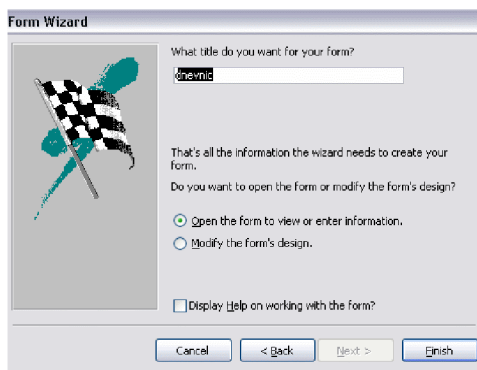 Form Wizard
What title do you want for your form?
dnevnic
That's all the information the wizard needs to create your
form.
Do you want to open the form or modify the form's design?
Open the form to view or enter information.
Modify the form's design.
Display Help on working with the form?
Cancel
< Back
Next >
Finish